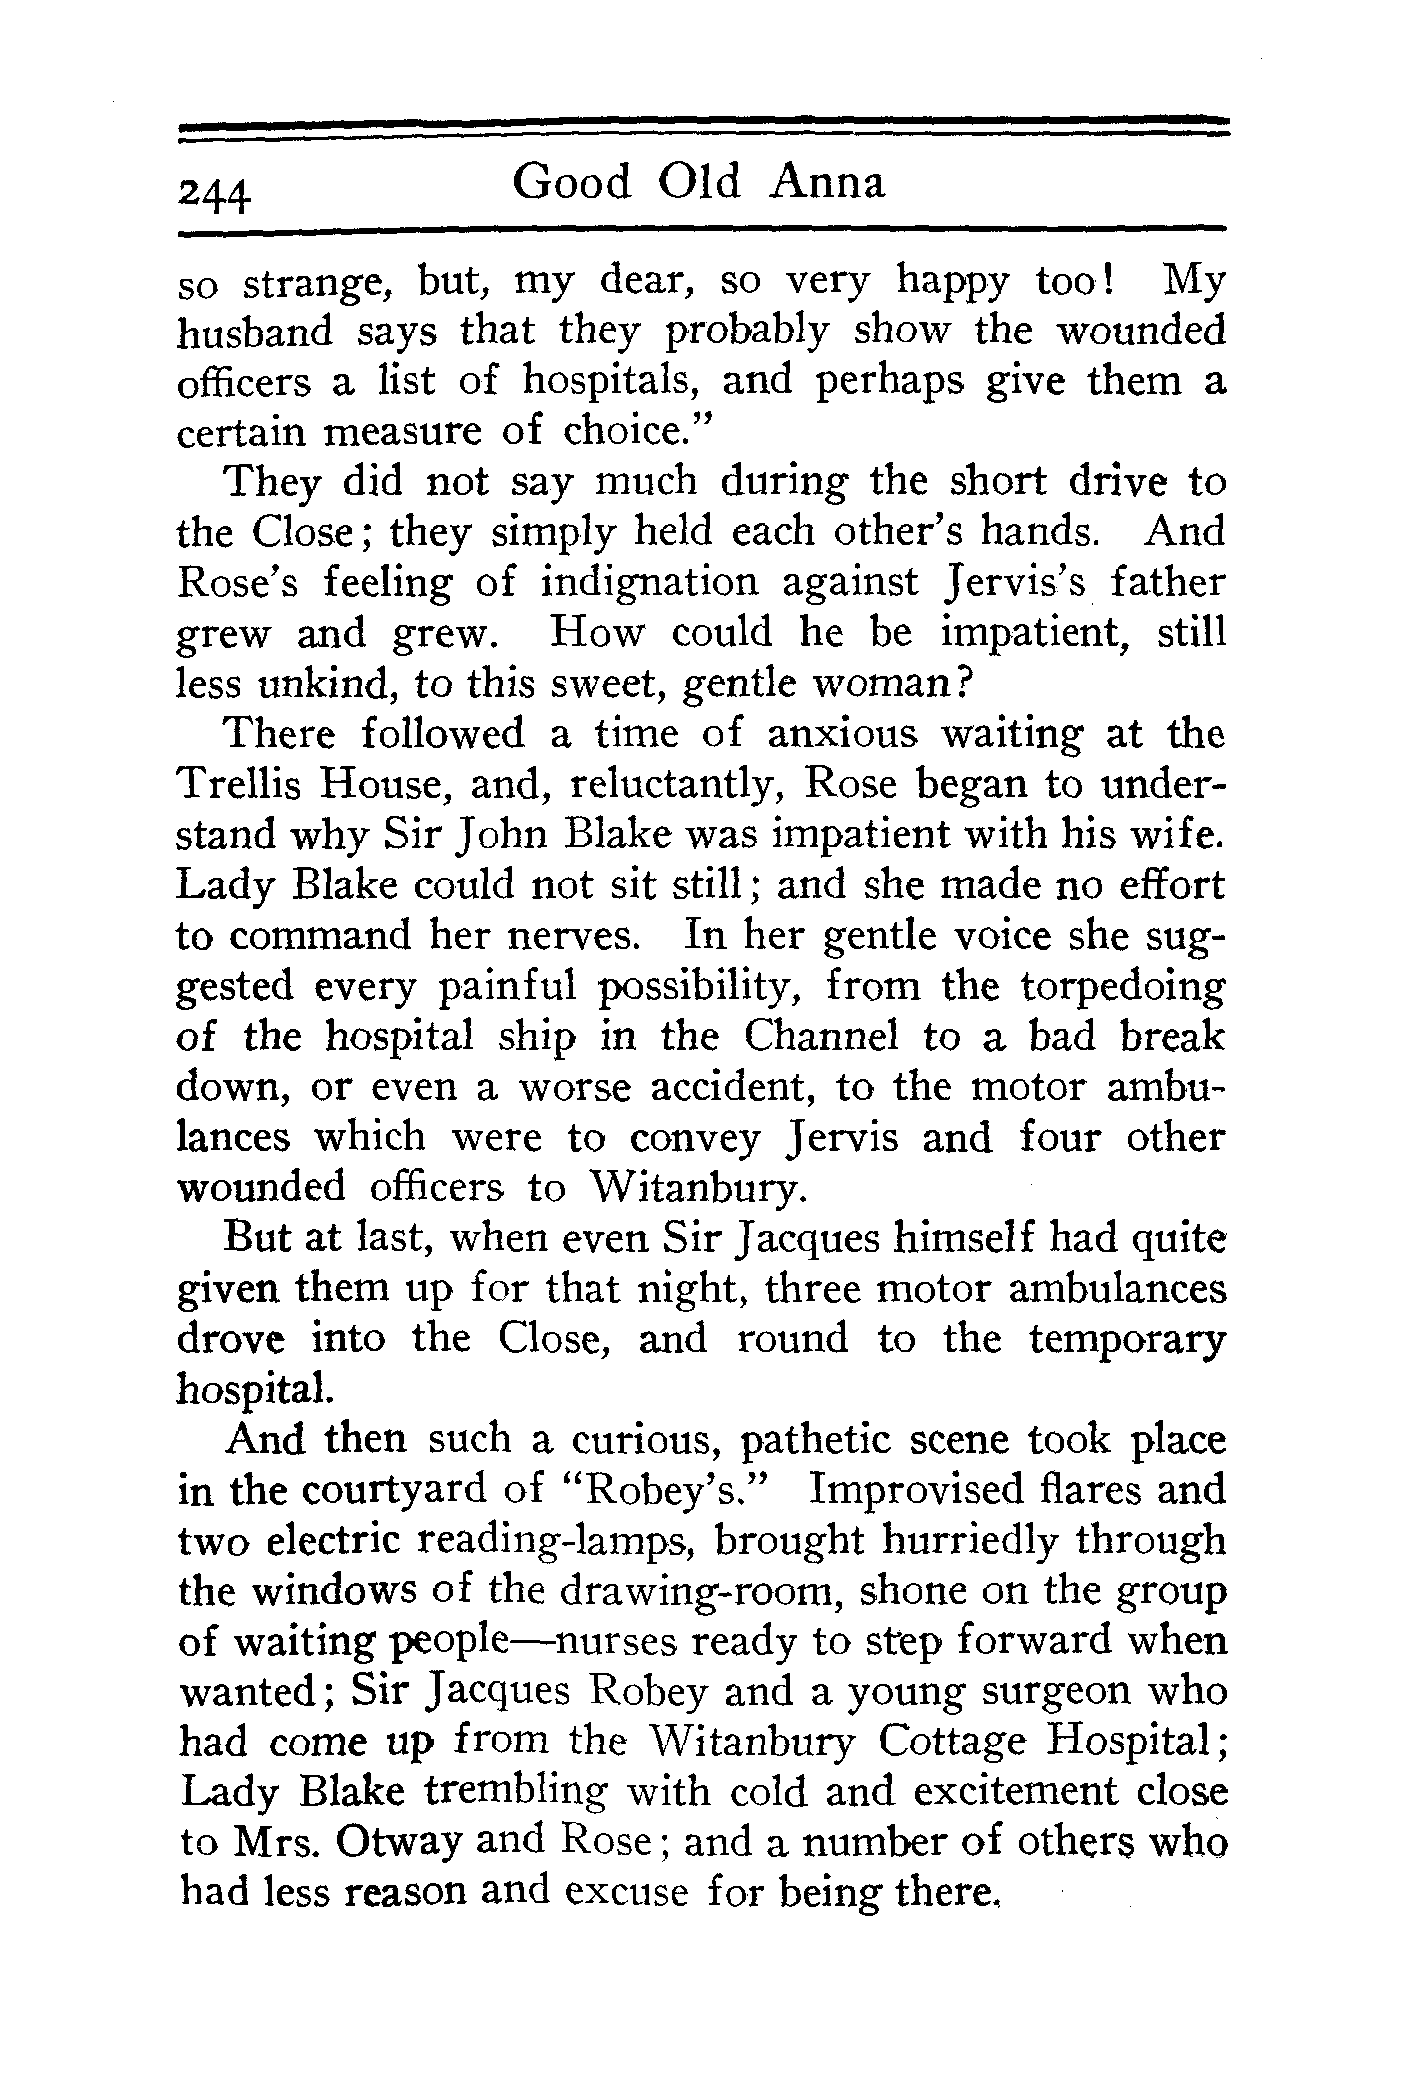 244 Good Old Anna
so strange, but, my dear, so very happy too! My
husband says that they probably show the wounded
officers a list of hospitals, and perhaps give them a
certain measure of choice.”
They did not say much during the short drive to
the Close; they simply held each other’s hands. And
Rose’s feeling of indignation against Jervis’s father
grew and grew. How could he be impatient, still
less unkind, to this sweet, gentle woman?
There followed a time of anxious waiting at the
Trellis House, and, reluctantly, Rose began to under-
stand why Sir John Blake was impatient with his wife.
Lady Blake could not sit still; and she made no effort
to command her nerves. In her gentle voice she sug-
gested every painful possibility, from the torpedoing
of the hospital ship in the Channel to a bad break
down, or even a worse accident, to the motor ambu-
lances which were to convey Jervis and four other
wounded officers to Witanbury.
But at last, when even Sir Jacques himself had quite
given them up for that night, three motor ambulances
drove into the Close, and round to the temporary
hospital.
And then such a curious, pathetic scene took place
in the courtyard of “Robey’s.” Improvised flares and
two electric reading-lamps, brought hurriedly through
the windows of the drawing-room, shone on the group
of waiting people—nurses ready to step forward when
wanted; Sir Jacques Robey and a young surgeon who
had come up from the Witanbury Cottage Hospital;
Lady Blake trembling with cold and excitement close
to Mrs. Otway and Rose; and a number of others who
had less reason and excuse for being there.